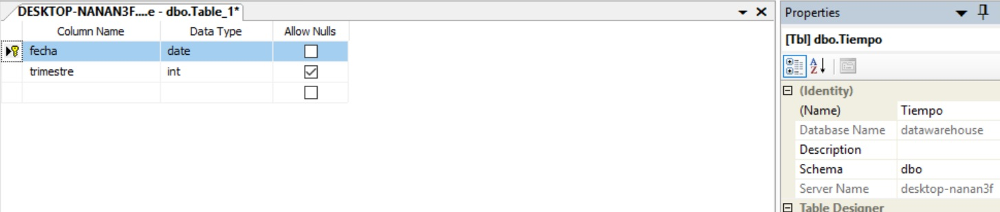 DESKTOP-NANAN3F....e - dbo.Table_1*
Column Name Data Type Allow Nulls
fecha date
trimestre int
Properties
[Tbl] dbo.Tiempo
(Identity)
(Name) Tiempo
Database Name datawarehouse
Description
Schema dbo
Server Name desktop-nanan3f
Table Designer